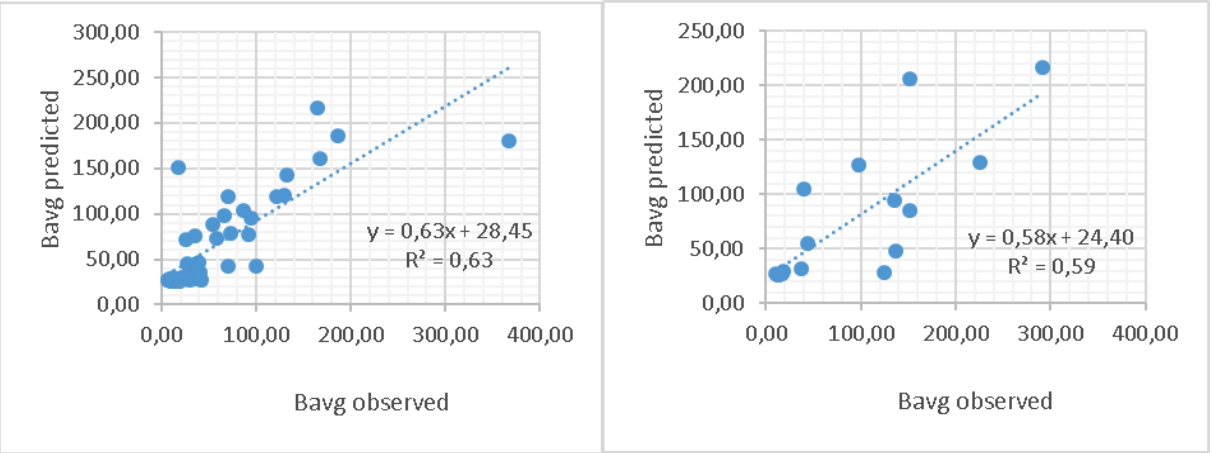 300,00
250,00
200,00
150,00
100,00
50,00
0,00
Bavg predicted
y = 0,63x + 28,45
R² = 0,63
0,00 100,00 200,00 300,00 400,00
Bavg observed
250,00
200,00
150,00
100,00
50,00
0,00
Bavg predicted
y = 0,58x + 24,40
R² = 0,59
0,00 100,00 200,00 300,00 400,00
Bavg observed